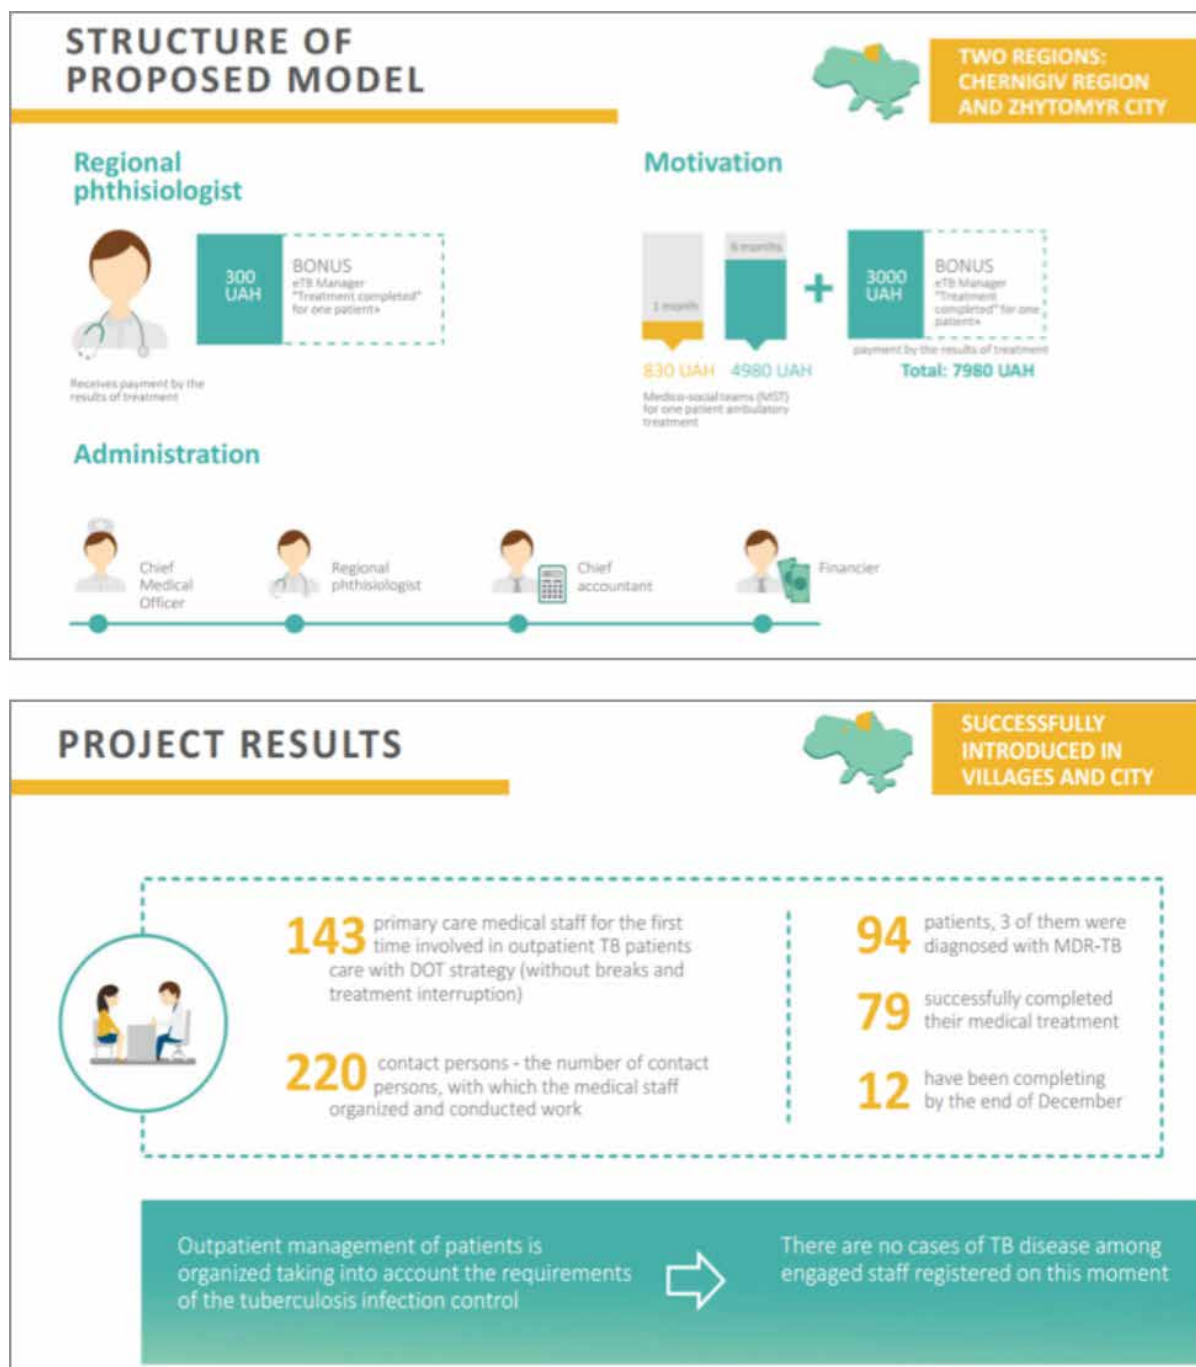 STRUCTURE OF
PROPOSED MODEL
TWO REGIONS:
CHERNIGIV REGION
AND ZHYTOMYR CITY
Regional
phthisiologist
300
UAH
BONUS
eTB Manager
"Treatment completed"
for one patient»
Receives payment by the
results of treatment
Motivation
1 month
6 months
830 UAH
4980 UAH
Medico-social teams (MST)
for one patient ambulatory
treatment
+
3000
UAH
BONUS
eTB Manager
"Treatment
completed" for one
patient»
payment by the results of treatment
Total: 7980 UAH
Administration
Chief
Medical
Officer
Regional
phthisiologist
Chief
accountant
Financier
PROJECT RESULTS
SUCCESSFULLY
INTRODUCED IN
VILLAGES AND CITY
143 primary care medical staff for the first
time involved in outpatient TB patients
care with DOT strategy (without breaks and
treatment interruption)
220 contact persons - the number of contact
persons, with which the medical staff
organized and conducted work
94 patients, 3 of them were
diagnosed with MDR-TB
79 successfully completed
their medical treatment
12 have been completing
by the end of December
Outpatient management of patients is
organized taking into account the requirements
of the tuberculosis infection control
There are no cases of TB disease among
engaged staff registered on this moment